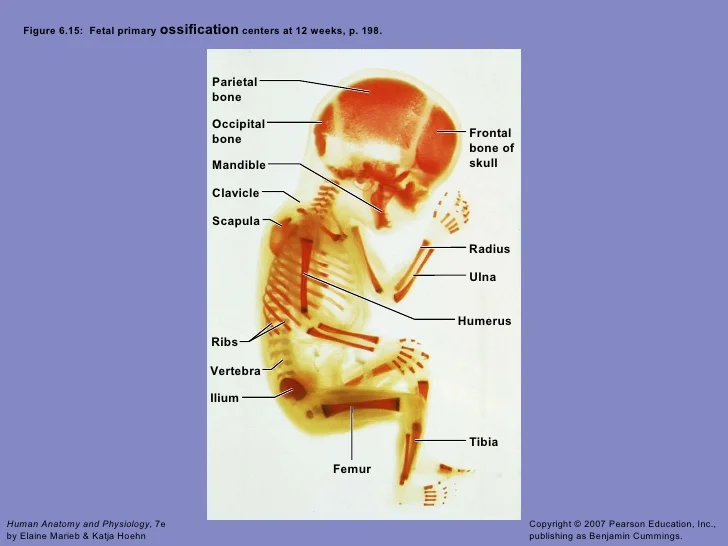 Figure 6.15:  Fetal primary ossification centers at 12 weeks, p. 198.
Parietal
bone
Occipital
bone
Mandible
Clavicle
Scapula
Ribs
Vertebra
Ilium
Femur
Frontal
bone of
skull
Radius
Ulna
Humerus
Tibia
Human Anatomy and Physiology, 7e
by Elaine Marieb & Katja Hoehn
Copyright © 2007 Pearson Education, Inc.,
publishing as Benjamin Cummings.